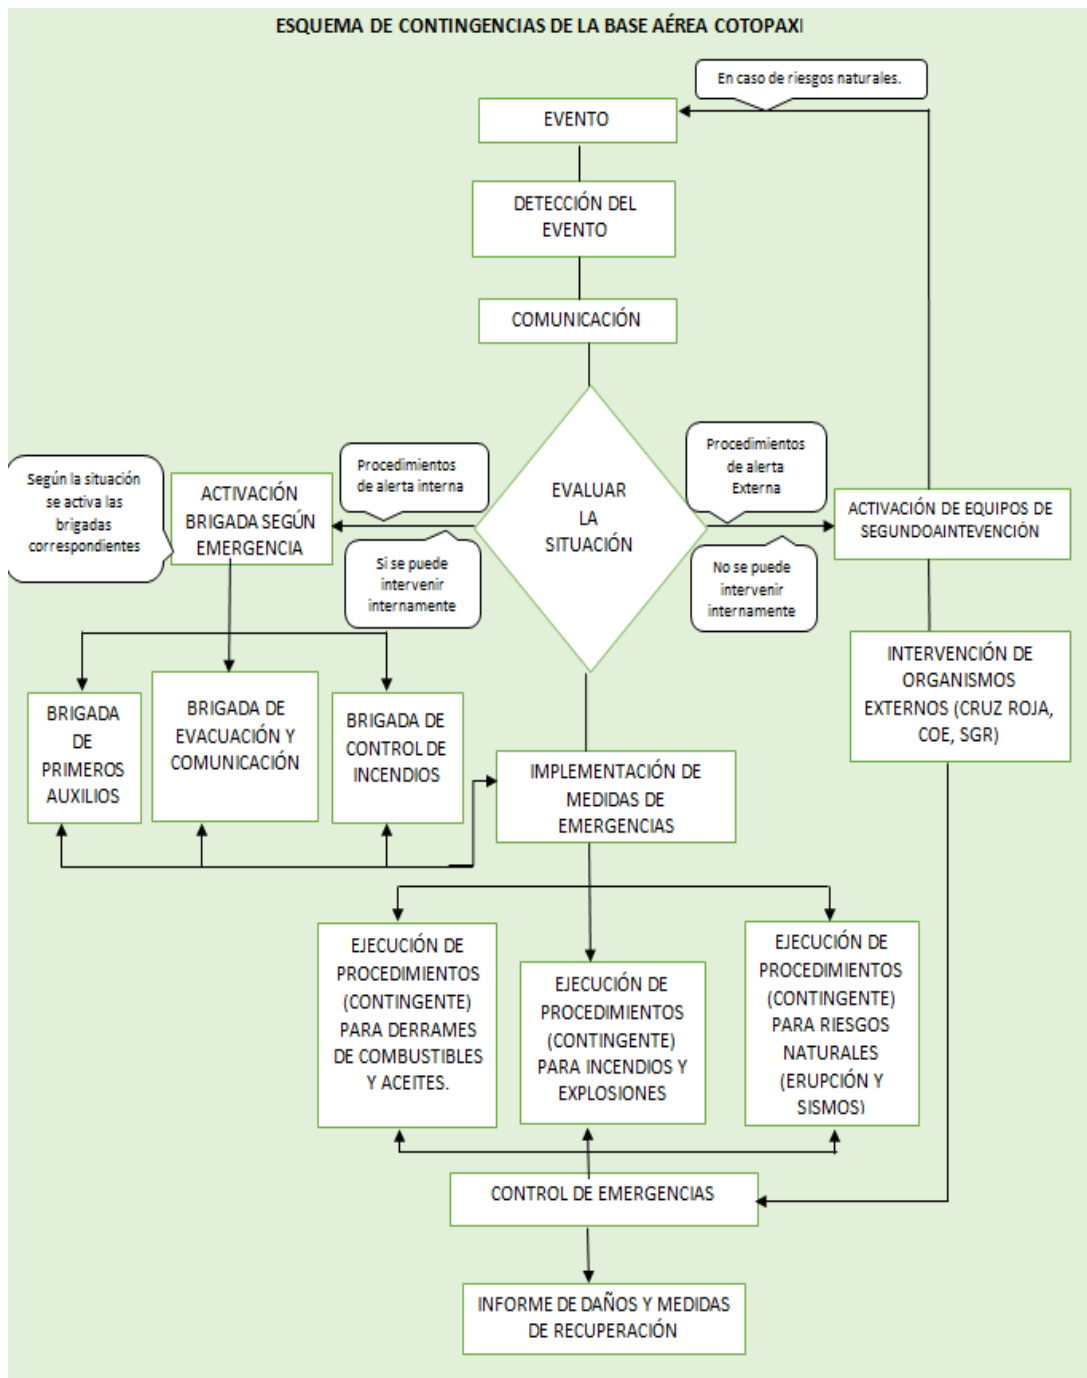 ESQUEMA DE CONTINGENCIAS DE LA BASE AÉREA COTOPAXI
En caso de riesgos naturales.
EVENTO
DETECCIÓN DEL
EVENTO
COMUNICACIÓN
Procedimientos
de alerta interna
Procedimientos
de alerta
Externa
Según la situación
se activa las
brigadas
correspondientes
ACTIVACIÓN
BRIGADA SEGÚN
EMERGENCIA
EVALUAR
LA
SITUACIÓN
ACTIVACIÓN DE EQUIPOS DE
SEGUNDOAINTEVENCIÓN
Si se puede
intervenir
internamente
No se puede
intervenir
internamente
INTERVENCIÓN DE
ORGANISMOS
EXTERNOS (CRUZ ROJA,
COE, SGR)
BRIGADA
DE
PRIMEROS
AUXILIOS
BRIGADA DE
EVACUACIÓN Y
COMUNICACIÓN
BRIGADA DE
CONTROL DE
INCENDIOS
IMPLEMENTACIÓN DE
MEDIDAS DE
EMERGENCIAS
EJECUCIÓN DE
PROCEDIMIENTOS
(CONTINGENTE)
PARA DERRAMES
DE COMBUSTIBLES
Y ACEITES.
EJECUCIÓN DE
PROCEDIMIENTOS
(CONTINGENTE)
PARA INCENDIOS Y
EXPLOSIONES
EJECUCIÓN DE
PROCEDIMIENTOS
(CONTINGENTE)
PARA RIESGOS
NATURALES
(ERUPCIÓN Y
SISMOS)
CONTROL DE EMERGENCIAS
INFORME DE DAÑOS Y MEDIDAS
DE RECUPERACIÓN